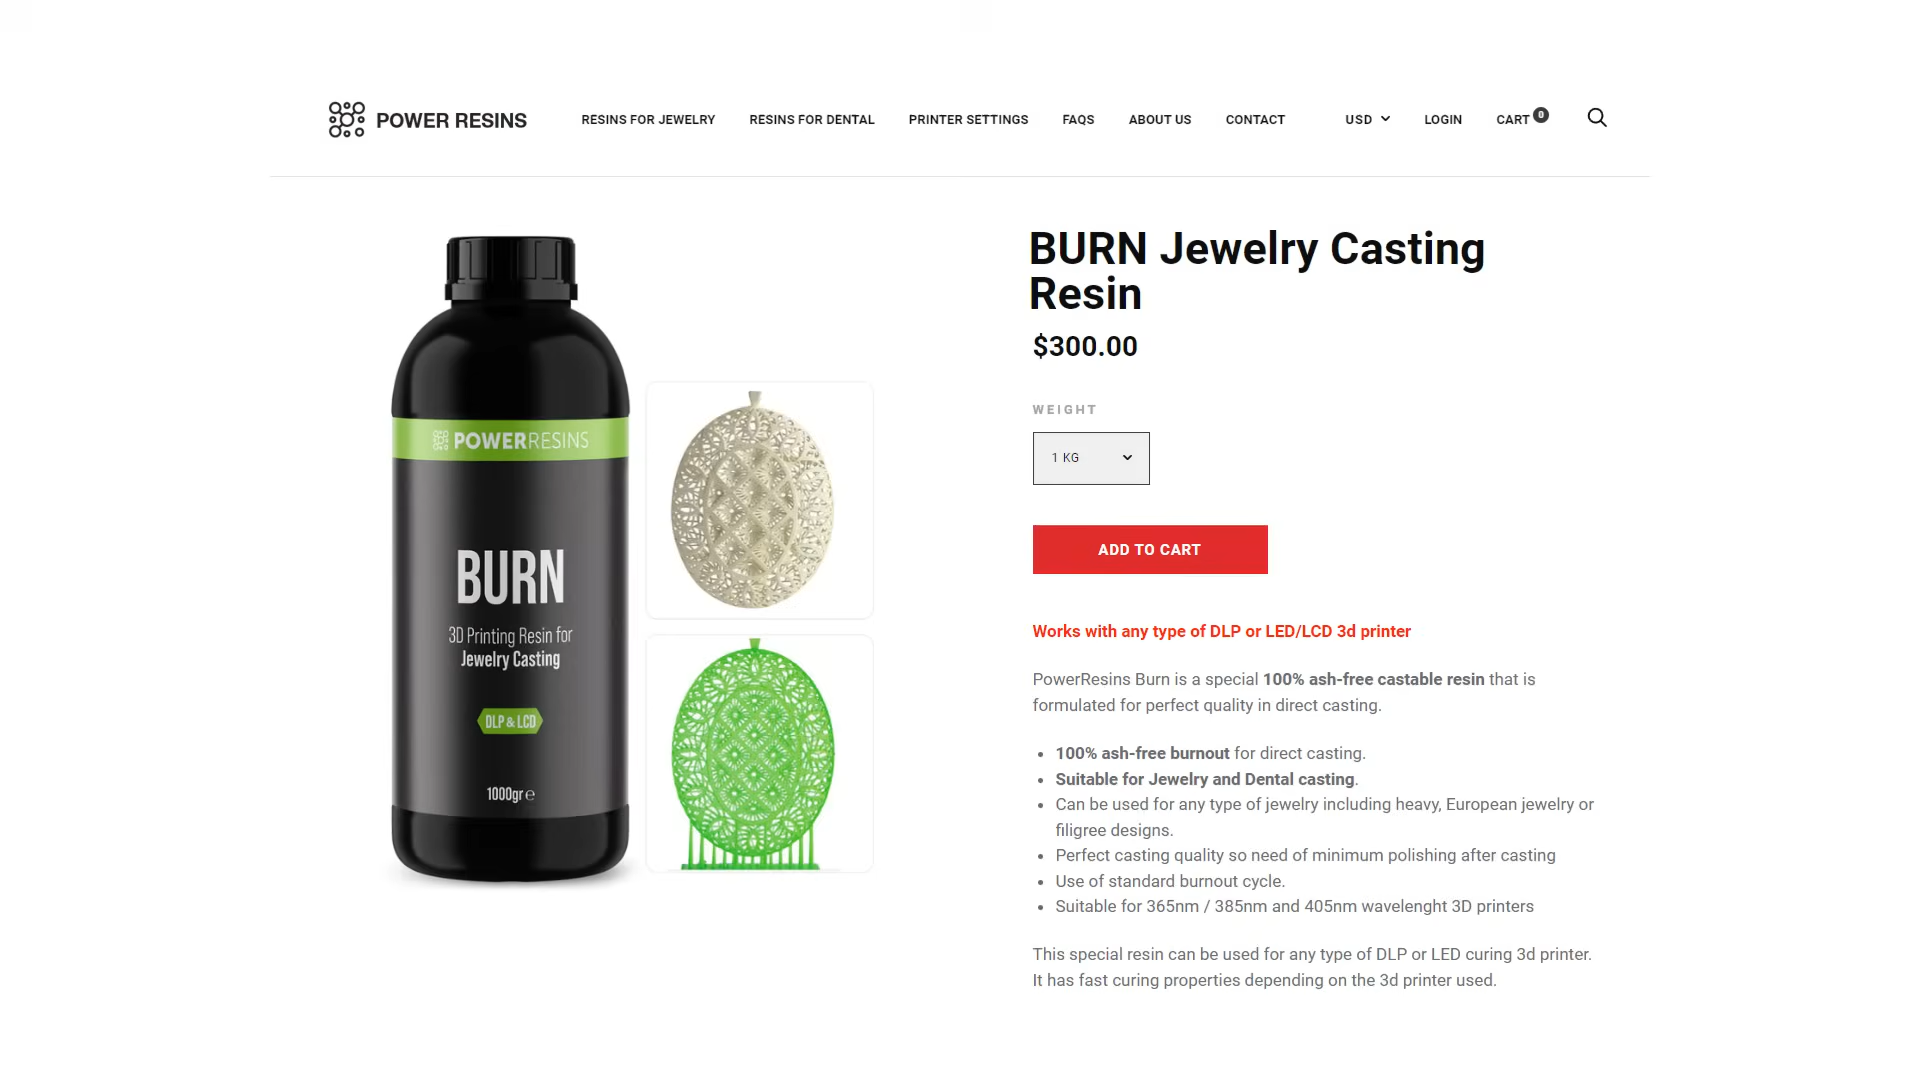 POWER RESINS
RESINS FOR JEWELRY
RESINS FOR DENTAL
PRINTER SETTINGS
FAQS
ABOUT US
CONTACT
USD
LOGIN
CART 0
POWERRESINS
BURN
3D Printing Resin for
Jewelry Casting
DLP & LCD
1000gr ℮
BURN Jewelry Casting
Resin
$300.00
WEIGHT
1 KG
ADD TO CART
Works with any type of DLP or LED/LCD 3d printer
PowerResins Burn is a special 100% ash-free castable resin that is
formulated for perfect quality in direct casting.
• 100% ash-free burnout for direct casting.
• Suitable for Jewelry and Dental casting.
• Can be used for any type of jewelry including heavy, European jewelry or
filigree designs.
• Perfect casting quality so need of minimum polishing after casting
• Use of standard burnout cycle.
• Suitable for 365nm / 385nm and 405nm wavelenght 3D printers
This special resin can be used for any type of DLP or LED curing 3d printer.
It has fast curing properties depending on the 3d printer used.